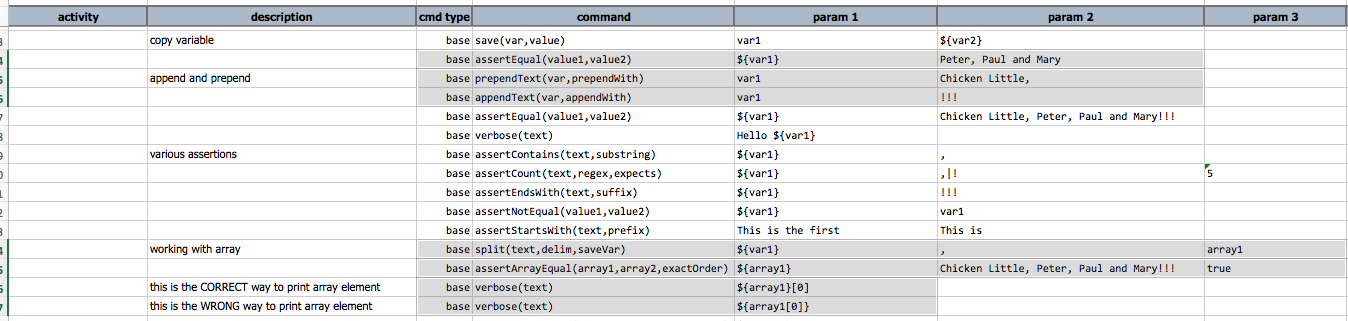 activity description cmd type command param 1 param 2 param 3
copy variable base save(var,value) var1 ${var2}
base assertEqual(value1,value2) ${var1} Peter, Paul and Mary
append and prepend base prependText(var,prependWith) var1 Chicken Little,
base appendText(var,appendWith) var1 !!!
base assertEqual(value1,value2) ${var1} Chicken Little, Peter, Paul and Mary!!!
base verbose(text) Hello ${var1}
various assertions base assertContains(text,substring) ${var1} ,
base assertCount(text,regex,expects) ${var1} ,|! 5
base assertEndsWith(text,suffix) ${var1} !!!
base assertNotEqual(value1,value2) ${var1} var1
base assertStartsWith(text,prefix) This is the first This is
working with array base split(text,delim,saveVar) ${var1} , array1
base assertArrayEqual(array1,array2,exactOrder) ${array1} Chicken Little, Peter, Paul and Mary!!! true
this is the CORRECT way to print array element base verbose(text) ${array1}[0]
this is the WRONG way to print array element base verbose(text) ${array1[0]}